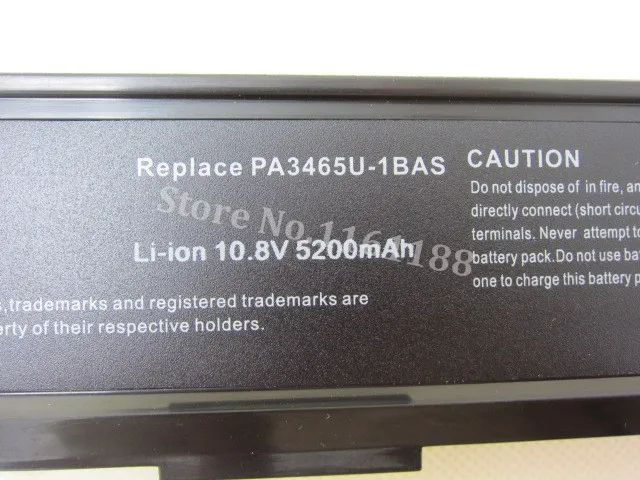 Replace PA3465U-1BAS
Li-ion 10.8V 5200mAh
,trademarks and registered trademarks are
of their respective holders.
CAUTION
Do not dispose of in fire, an
directly connect (short circu
terminals. Never attempt to
battery pack.Do not use bat
one to charge this battery p
Store No.1161188